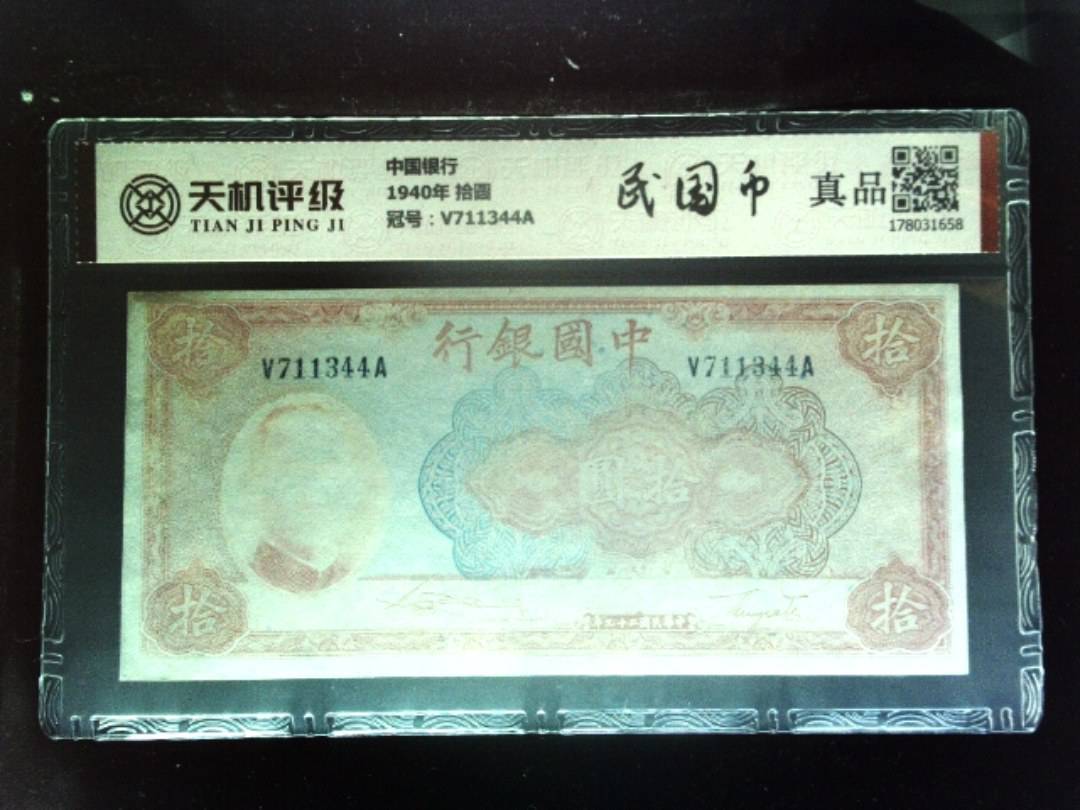 天机评级
TIAN JI PING JI
中国银行
1940年 拾圆
冠号：V711344A
民国币
真品
178031658
拾
行銀國中
拾
V711344A
V711344A
圓拾
拾
拾